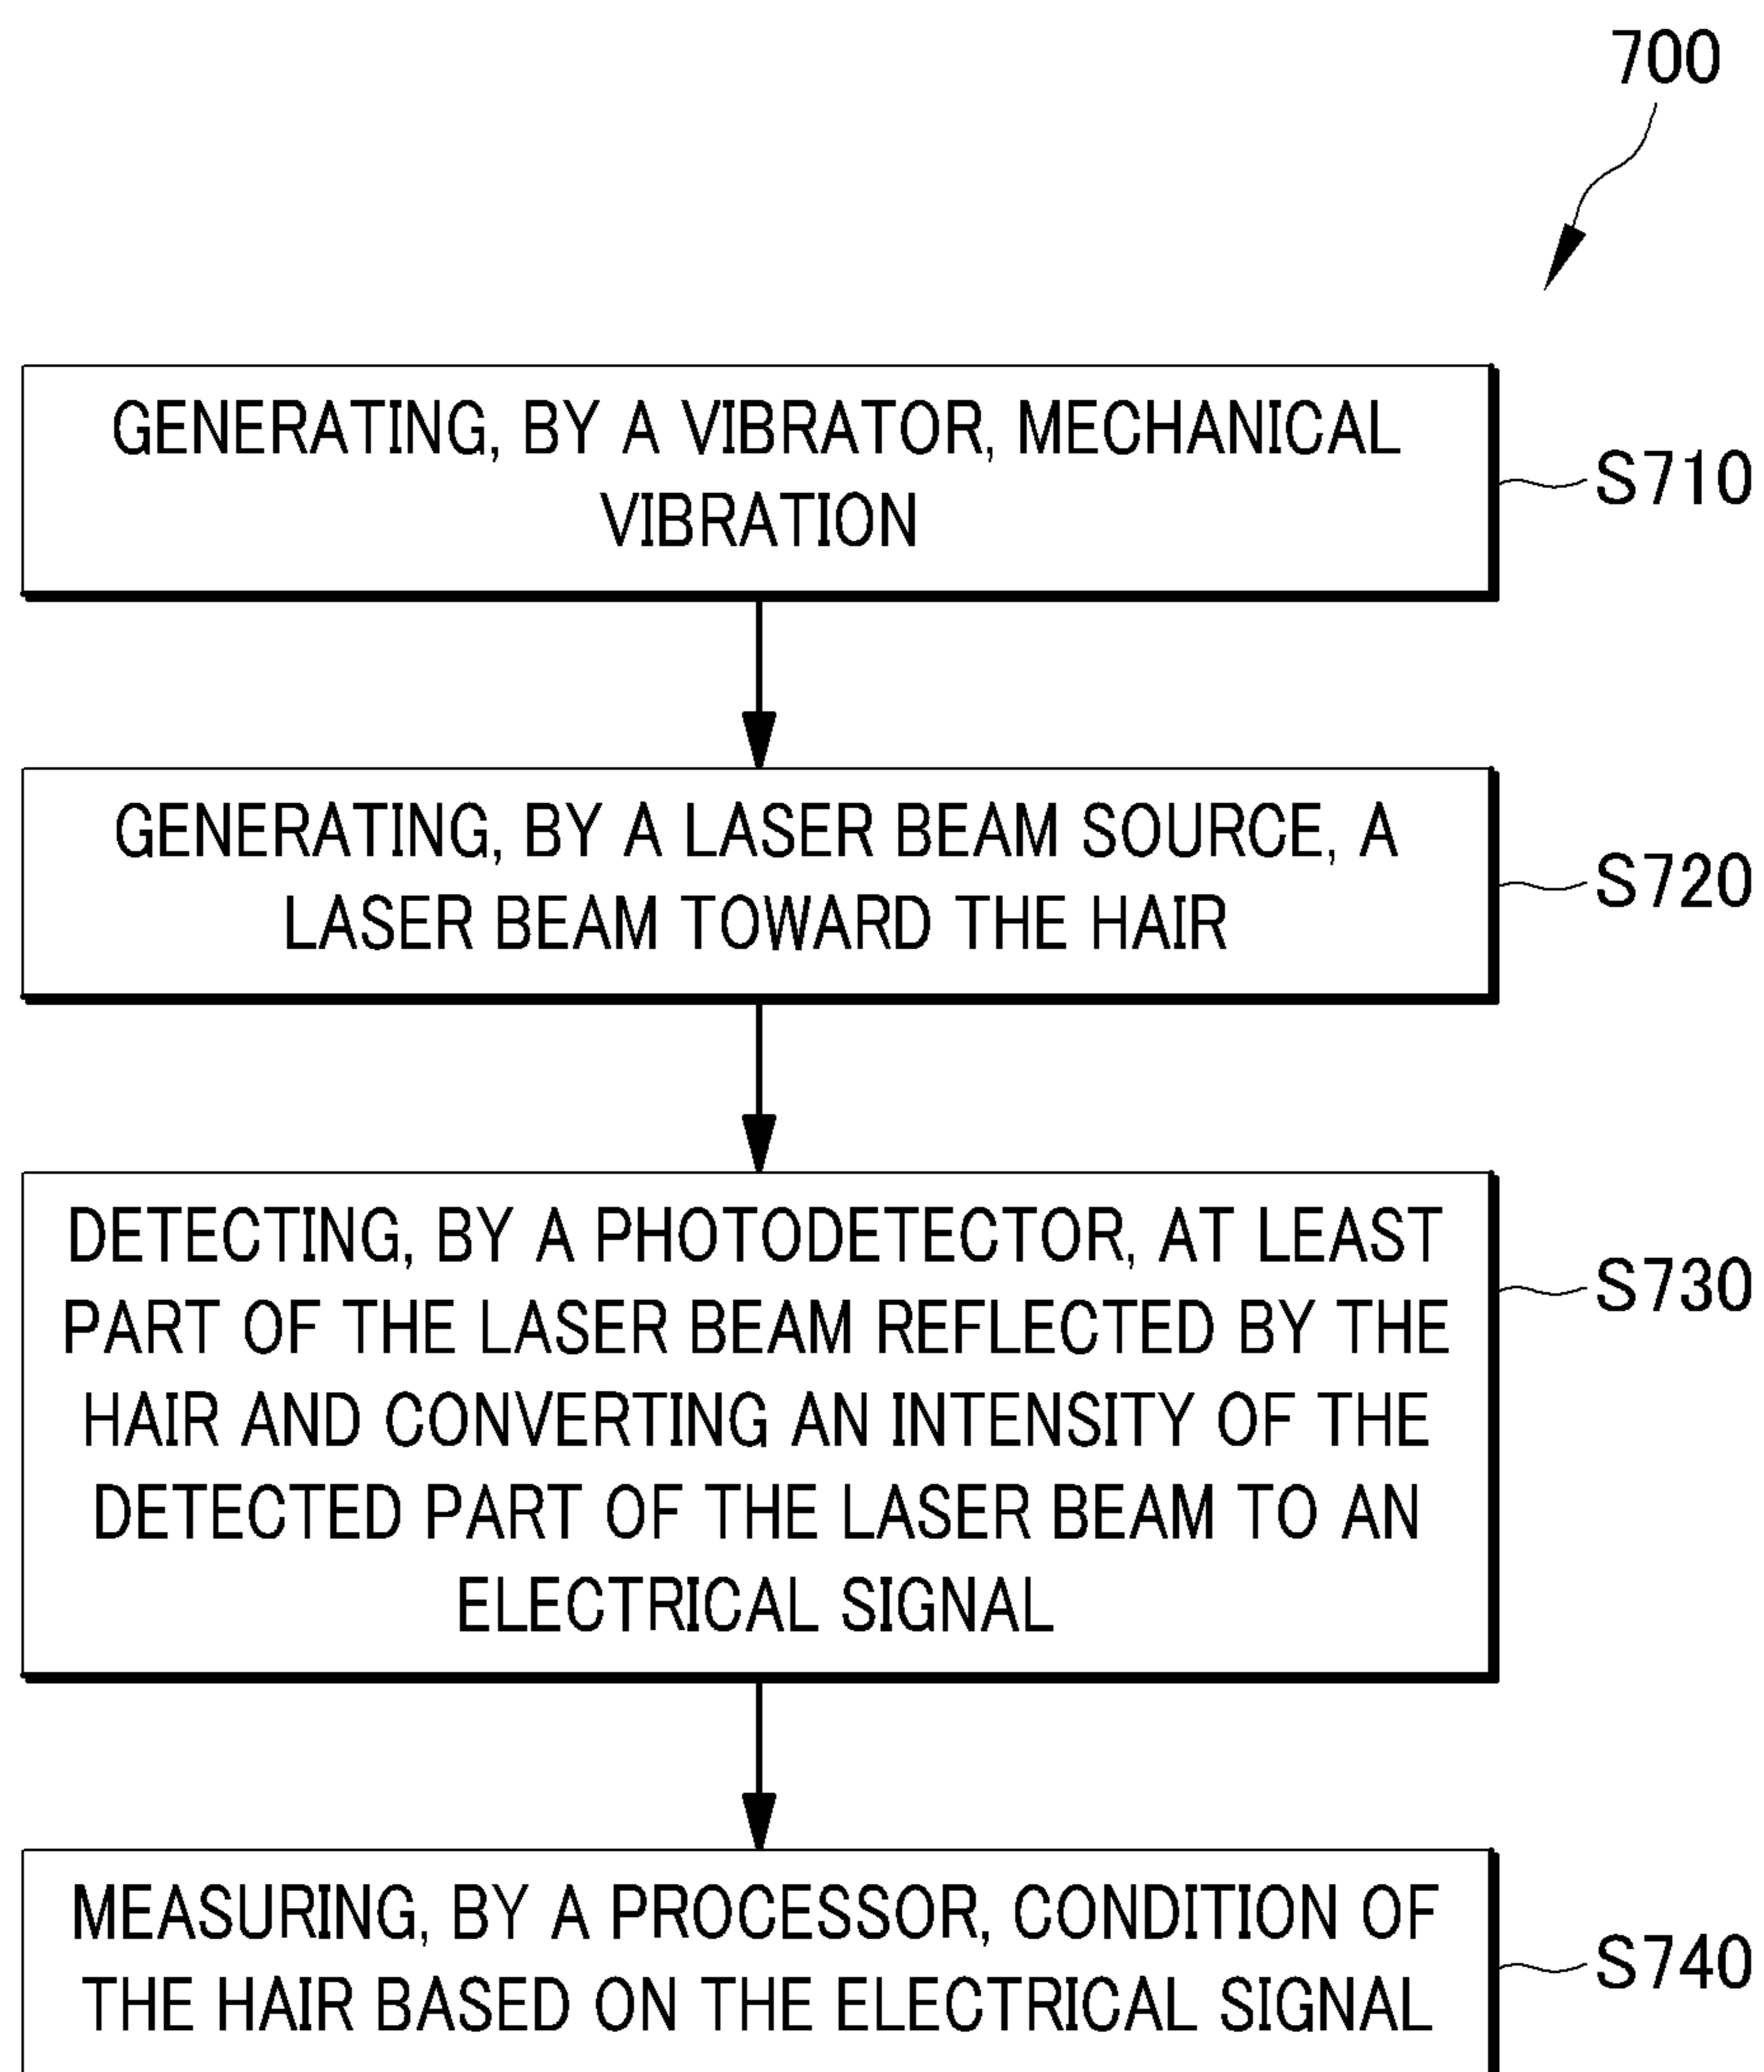 700
GENERATING, BY A VIBRATOR, MECHANICAL
VIBRATION
S710
GENERATING, BY A LASER BEAM SOURCE, A
LASER BEAM TOWARD THE HAIR
S720
DETECTING, BY A PHOTODETECTOR, AT LEAST
PART OF THE LASER BEAM REFLECTED BY THE
HAIR AND CONVERTING AN INTENSITY OF THE
DETECTED PART OF THE LASER BEAM TO AN
ELECTRICAL SIGNAL
S730
MEASURING, BY A PROCESSOR, CONDITION OF
THE HAIR BASED ON THE ELECTRICAL SIGNAL
S740